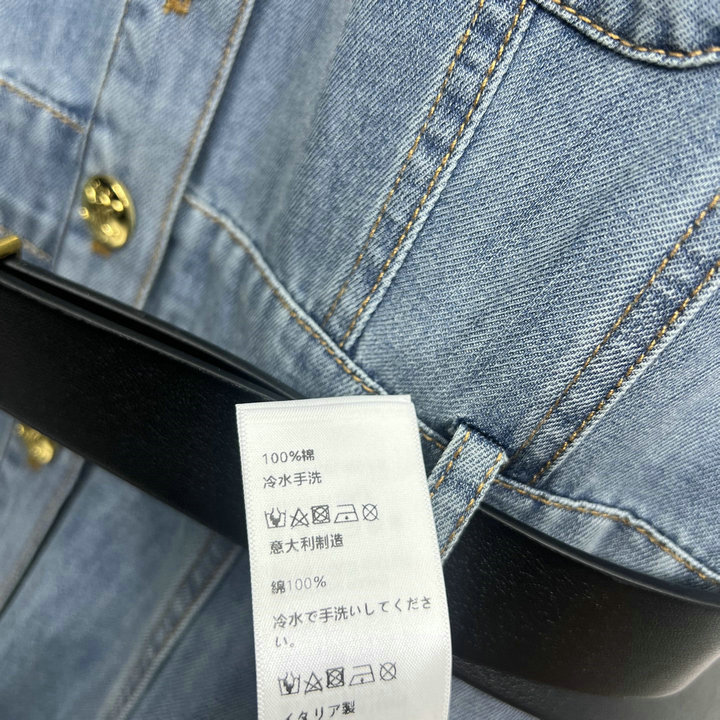 100%棉
冷水手洗
意大利制造
綿100%
冷水で手洗いしてくださ
い。
イタリア製